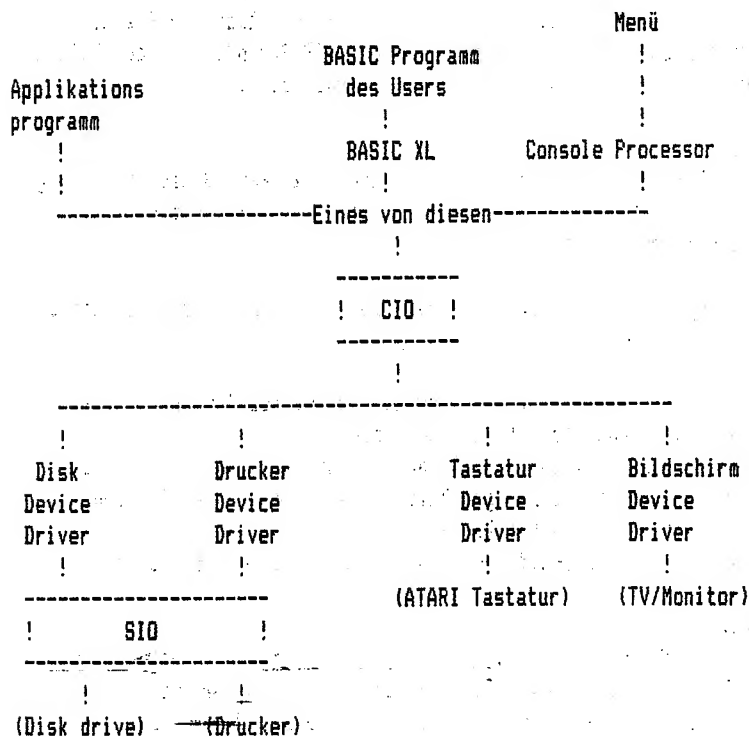 Menü
!
BASIC Programm !
Applikations des Users !
programm ! !
! BASIC XL Console Processor
! ! !
----------------------Eines von diesen----------------
!
-----------
! CIO !
-----------
!
------------------------------------------------------------------
! ! ! !
Disk Drucker Tastatur Bildschirm
Device Device Device Device
Driver Driver Driver Driver
! ! ! !
-------------------------- (ATARI Tastatur) (TV/Monitor)
! SIO !
--------------------------
! !
(Disk drive) (Drucker)